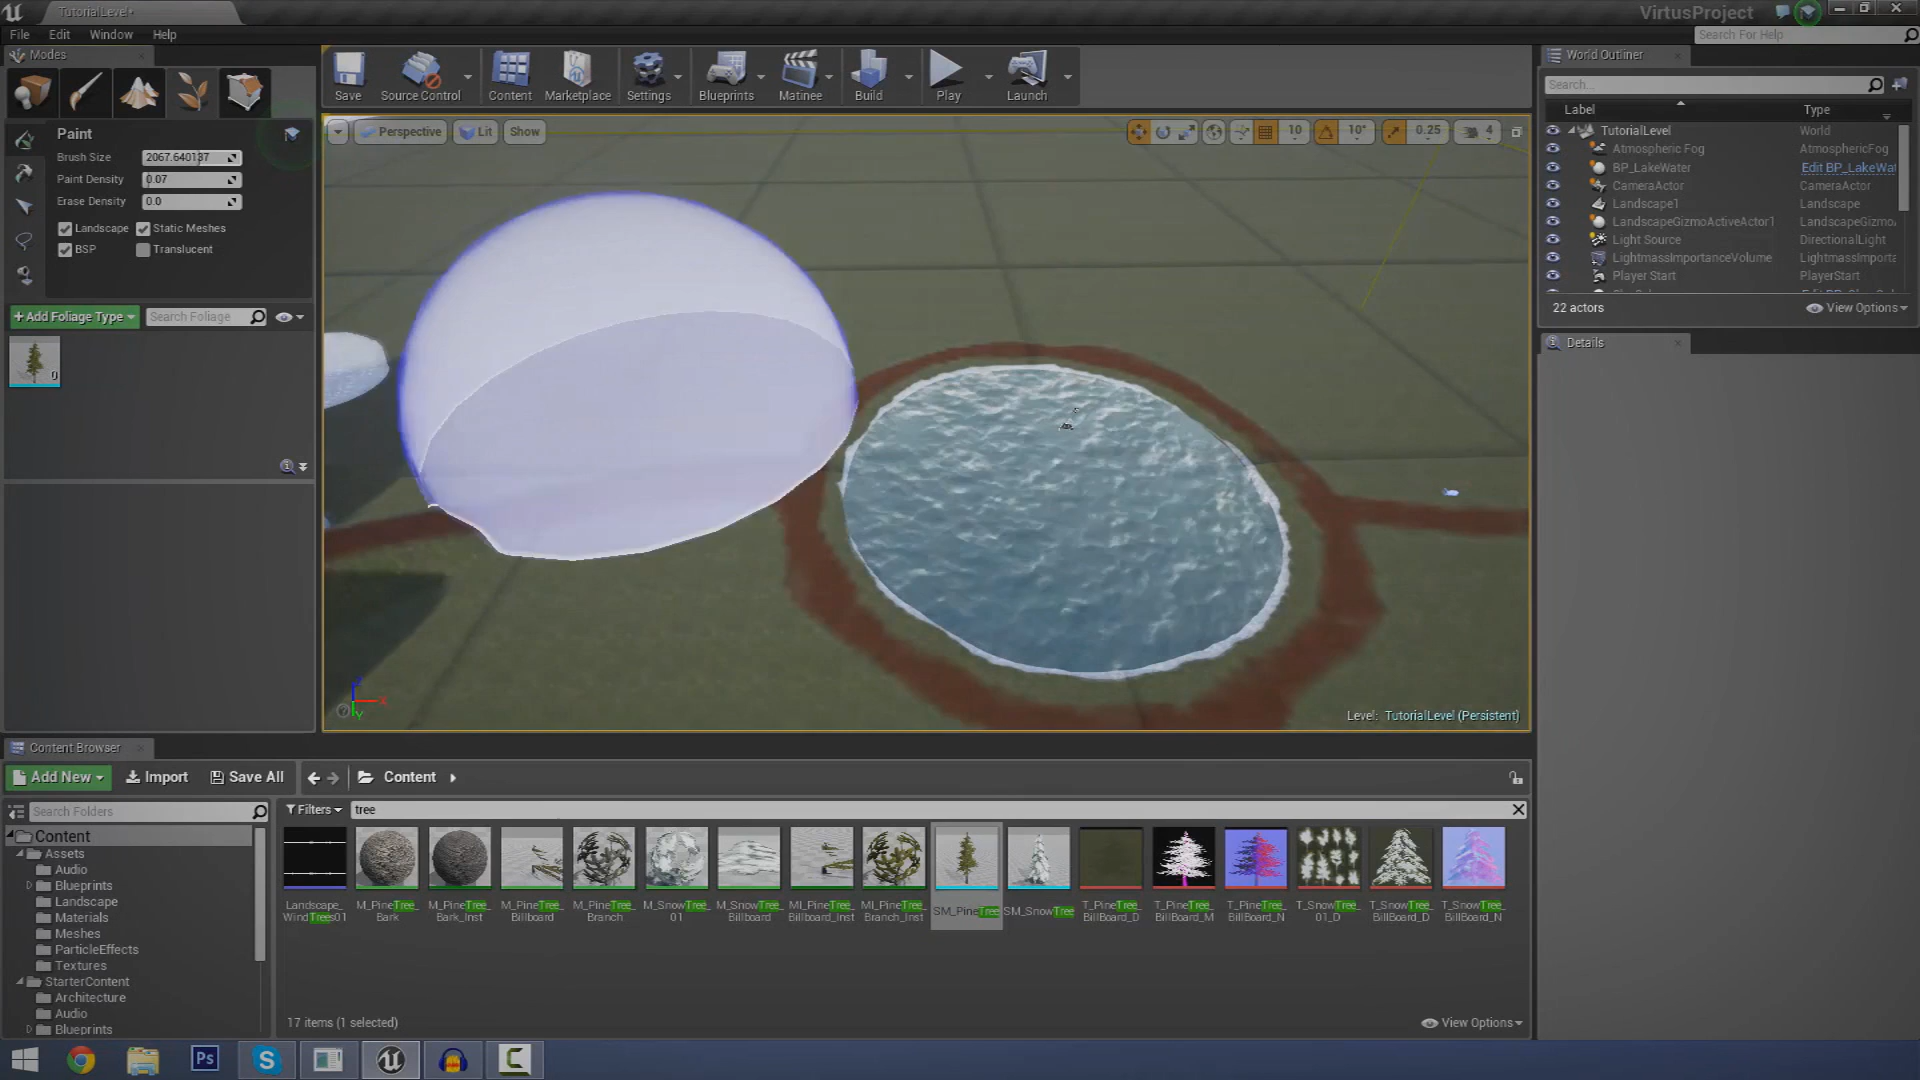 TutorialLevel*
VirtusProject
File Edit Window Help
Search For Help
Modes
Save
Source Control
Content
Marketplace
Settings
Blueprints
Matinee
Build
Play
Launch
World Outliner
Search...
Label Type
TutorialLevel World
Atmospheric Fog AtmosphericFog
BP_LakeWater Edit BP_LakeWat
CameraActor CameraActor
Landscape1 Landscape
LandscapeGizmoActiveActor1 LandscapeGizmo
Light Source DirectionalLight
LightmassImportanceVolume LightmassImporta
Player Start PlayerStart
22 actors
View Options
Details
Paint
Brush Size 2067.640137
Paint Density 0.07
Erase Density 0.0
Landscape Static Meshes
BSP Translucent
+Add Foliage Type
Search Foliage
0
Perspective Lit Show
10 10° 0.25 4
Z
X
Y
Level: TutorialLevel (Persistent)
Content Browser
Add New Import Save All Content
Search Folders
Filters tree
Content
Assets
Audio
Blueprints
Landscape
Materials
Meshes
ParticleEffects
Textures
StarterContent
Architecture
Audio
Blueprints
Landscape_
WindTrees01
M_PineTree_
Bark
M_PineTree_
Bark_Inst
M_PineTree_
Billboard
M_PineTree_
Branch
M_SnowTree_
01
M_SnowTree_
Billboard
MI_PineTree_
Billboard_Inst
MI_PineTree_
Branch_Inst
SM_PineTree
SM_SnowTree
T_PineTree_
BillBoard_D
T_PineTree_
BillBoard_M
T_PineTree_
BillBoard_N
T_SnowTree_
01_D
T_SnowTree_
BillBoard_D
T_SnowTree_
BillBoard_N
17 items (1 selected)
View Options
Ps